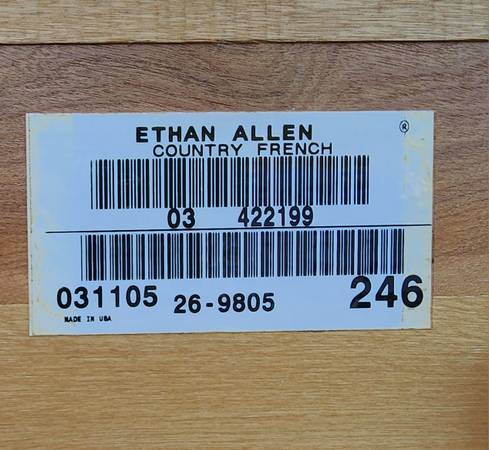 ETHAN ALLEN ®
COUNTRY FRENCH
03 422199
031105 26-9805 246
MADE IN USA